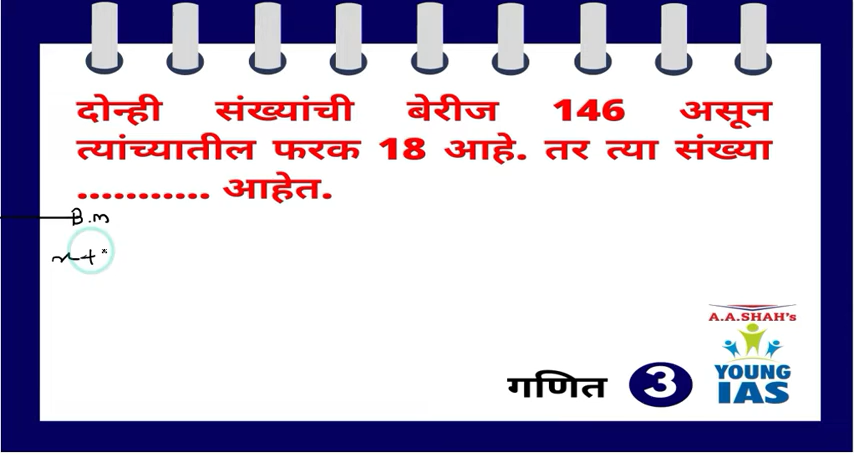 दोन्ही संख्यांची बेरीज 146 असून
त्यांच्यातील फरक 18 आहे. तर त्या संख्या
........... आहेत.
B.m
x+
A.A.SHAH's
YOUNG
IAS
गणित 3